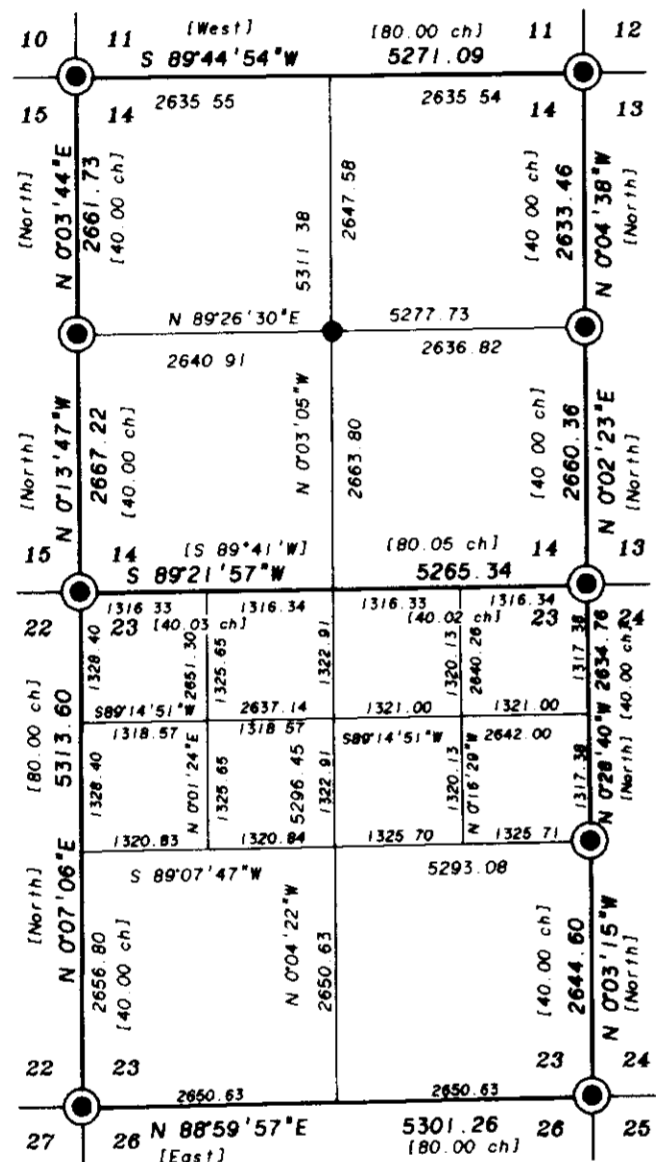 [West] [80.00 ch]
10 11 S 89°44'54"W 5271.09 11 12
15 14 2635 55 2635 54 14 13
[North] N 0°03'44"E 2661.73 [40.00 ch]
2647.58
5311 38
[40 00 ch] 2633.46 N 0°04'38"W [North]
N 89°26'30"E 5277.73
2640 91 2636.82
[North] N 0°13'47"W 2667.22 [40.00 ch]
N 0°03'05"W 2663.80
[40 00 ch] 2660.36 N 0°02'23"E [North]
15 14 [S 89°41'W] [80.05 ch] 14 13
S 89°21'57"W 5265.34
1316.33 1316.34 1316.33 1316.34
22 23 [40.03 ch] [40.02 ch] 23 24
1328.40 2651.30 1325.65 1322.91 1320.13 2640.26 1317.38
S89°14'51"W 2637.14 1321.00 1321.00
1318.57 1318 57 S89°14'51"W 2642.00
1328.40 N 0°01'24"E 1325.65 5296.45 1322.91 1320.13 N 0°16'29"W 1317.38
N 0°28'40"W 2634.76 [North] [40.00 ch]
1320.83 1320.84 1325 70 1325.71
[80.00 ch] 5313.60
[North] N 0°07'06"E
S 89°07'47"W 5293.08
2656.80 [40.00 ch]
N 0°04'22"W 2650.63
[40.00 ch] 2644.60 N 0°03'15"W [North]
22 23 23 24
2650.63 2650.63
27 26 N 88°59'57"E 5301.26 26 25
[East] [80.00 ch]